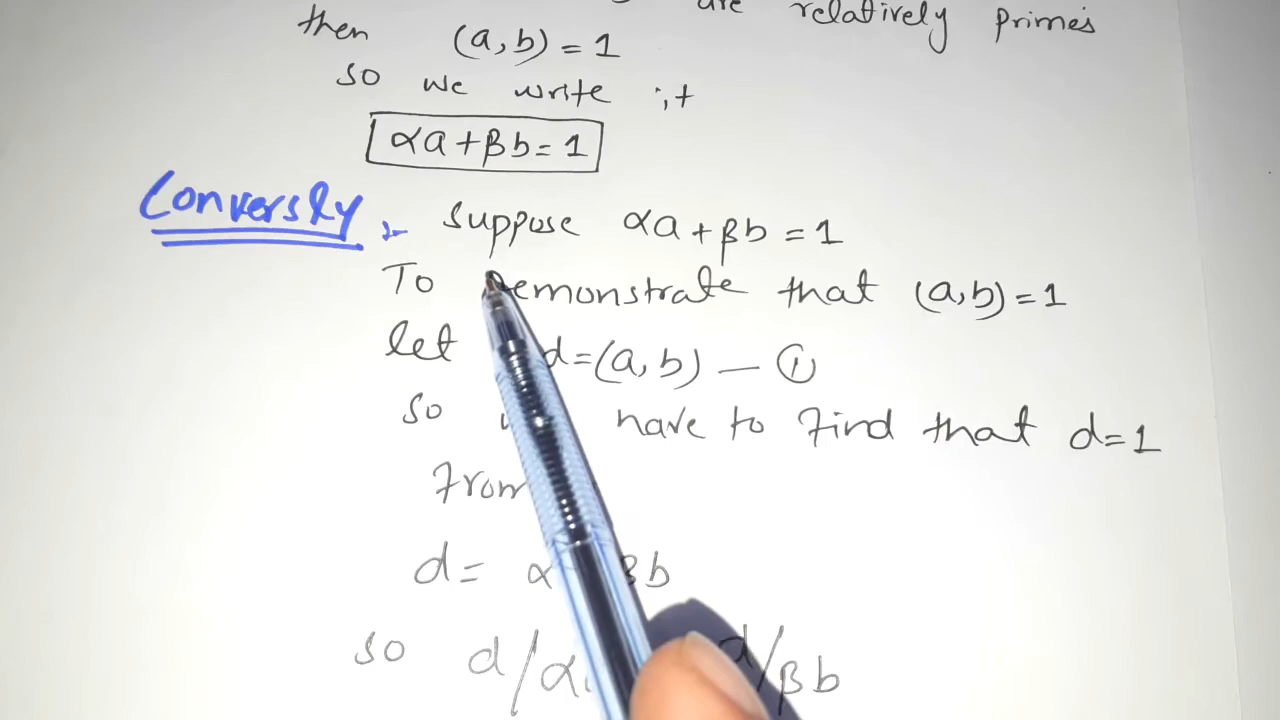 are relatively primes
then (a,b) = 1
so we write it
αa+βb= 1
Conversly :- Suppose αa+βb = 1
To Demonstrate that (a,b)=1
let d=(a,b) — ①
so have to find that d=1
From
d= α βb
so d/α d/βb